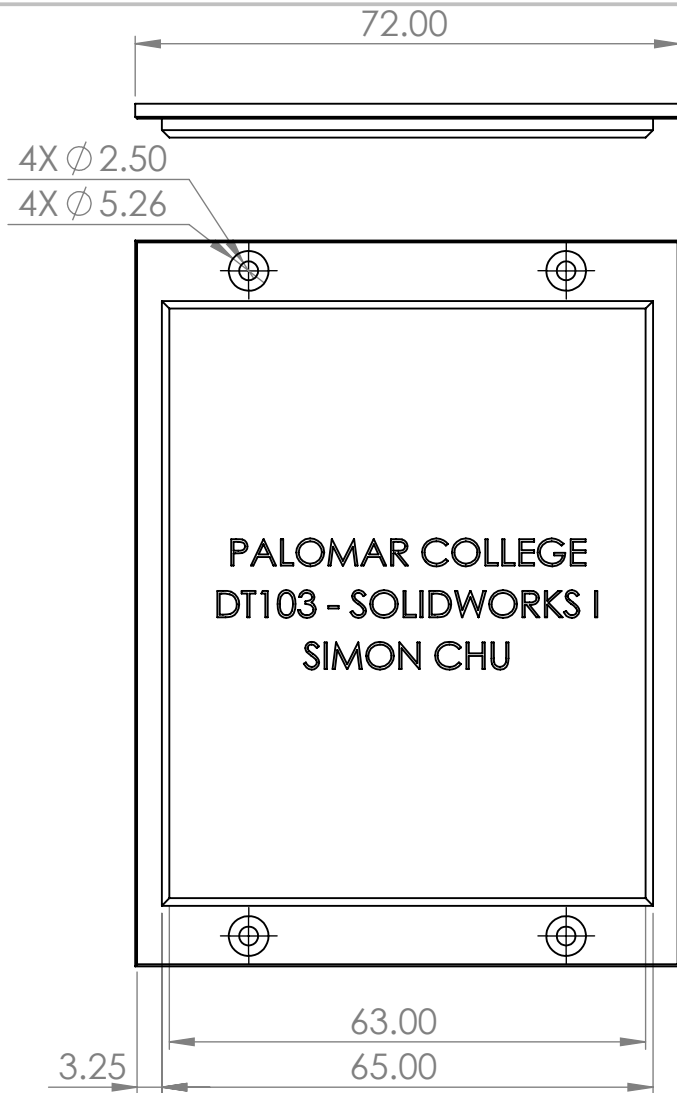 72.00
4X ∅ 2.50
4X ∅ 5.26
PALOMAR COLLEGE
DT103 - SOLIDWORKS I
SIMON CHU
63.00
3.25
65.00